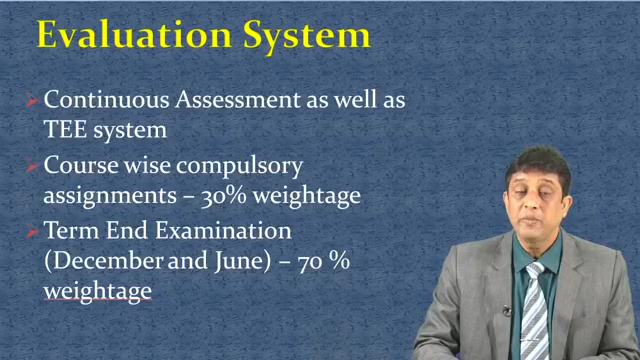 Evaluation System
Continuous Assessment as well as
TEE system
Course wise compulsory
assignments – 30% weightage
Term End Examination
(December and June) – 70 %
weightage